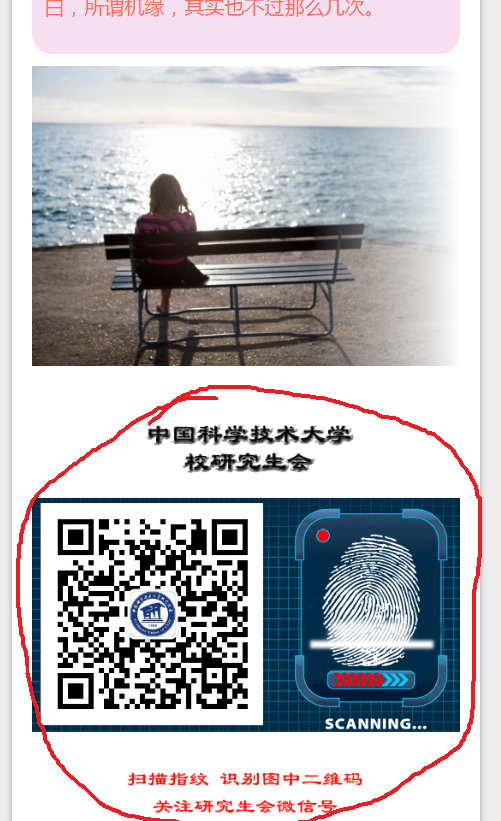 白，所谓机缘，其实也不过那么几次。
中国科学技术大学
校研究生会
SCANNING...
扫描指纹 识别图中二维码
关注研究生会微信号